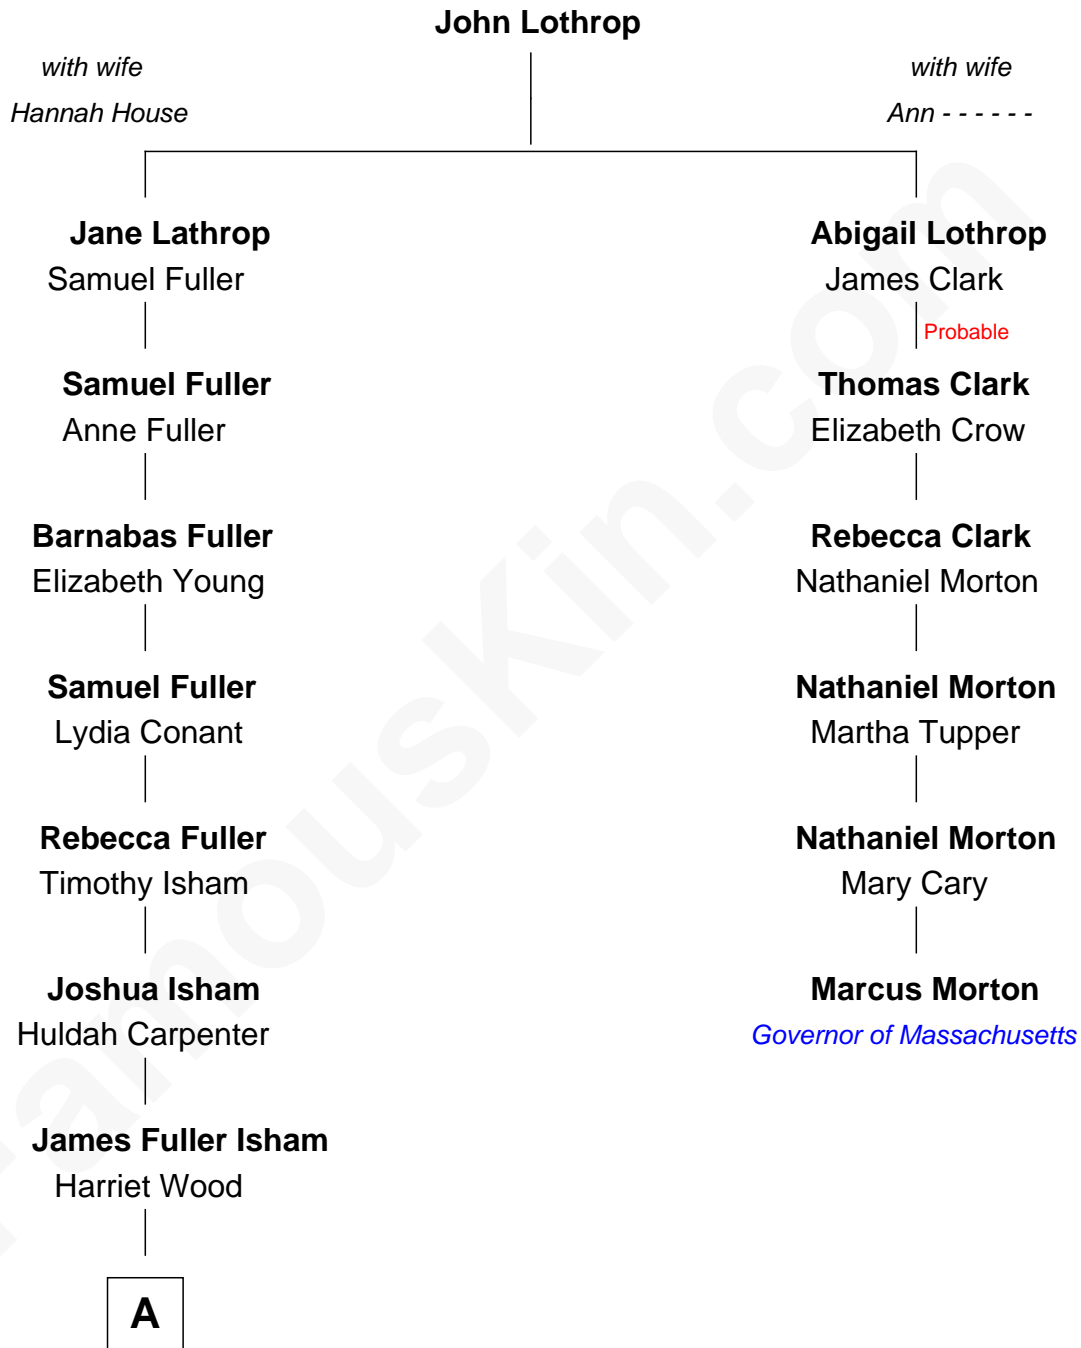 John Lothrop
with wife
Hannah House
with wife
Ann - - - - - -
Jane Lathrop
Samuel Fuller
Abigail Lothrop
James Clark
Probable
Samuel Fuller
Anne Fuller
Thomas Clark
Elizabeth Crow
Barnabas Fuller
Elizabeth Young
Rebecca Clark
Nathaniel Morton
Samuel Fuller
Lydia Conant
Nathaniel Morton
Martha Tupper
Rebecca Fuller
Timothy Isham
Nathaniel Morton
Mary Cary
Joshua Isham
Huldah Carpenter
Marcus Morton
Governor of Massachusetts
James Fuller Isham
Harriet Wood
A
FamousKin.com